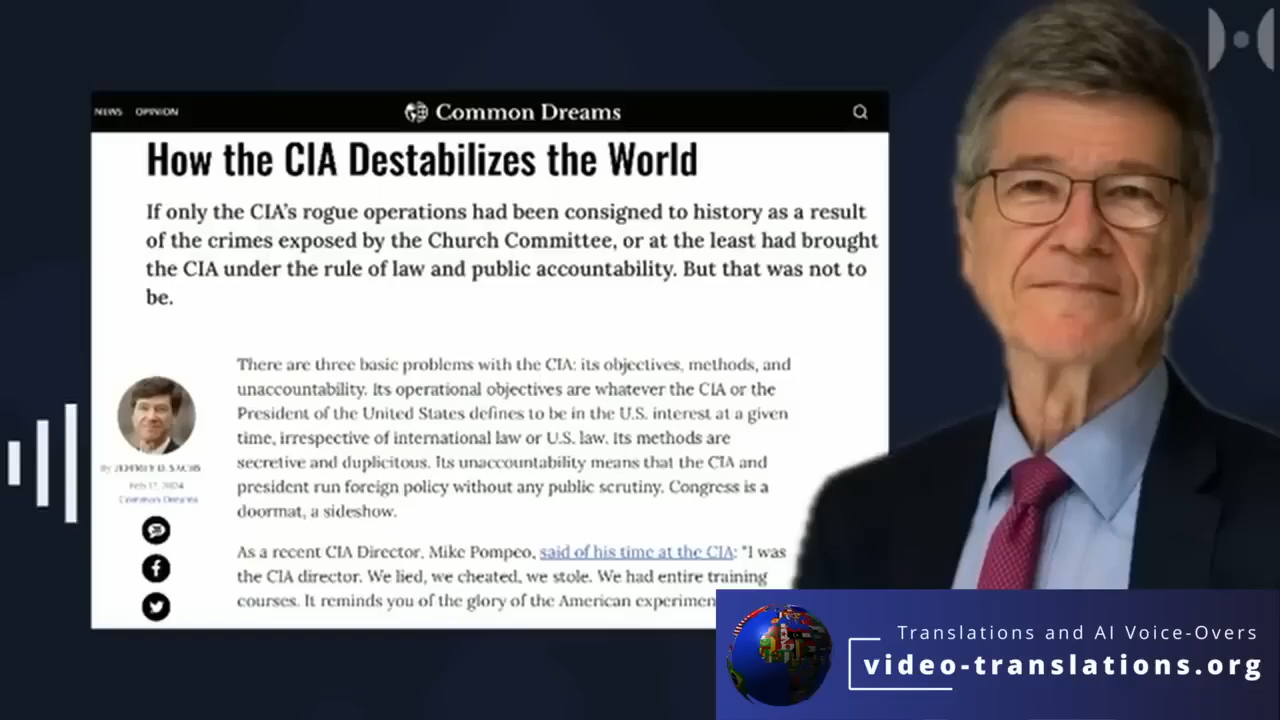 NEWS OPINION Common Dreams
How the CIA Destabilizes the World
If only the CIA's rogue operations had been consigned to history as a result
of the crimes exposed by the Church Committee, or at the least had brought
the CIA under the rule of law and public accountability. But that was not to
be.
There are three basic problems with the CIA: its objectives, methods, and
unaccountability. Its operational objectives are whatever the CIA or the
President of the United States defines to be in the U.S. interest at a given
time, irrespective of international law or U.S. law. Its methods are
secretive and duplicitous. Its unaccountability means that the CIA and
president run foreign policy without any public scrutiny. Congress is a
doormat, a sideshow.
By JEFFREY D. SACHS
Common Dreams
As a recent CIA Director, Mike Pompeo, said of his time at the CIA: "I was
the CIA director. We lied, we cheated, we stole. We had entire training
courses. It reminds you of the glory of the American experimen
Translations and AI Voice-Overs
video-translations.org